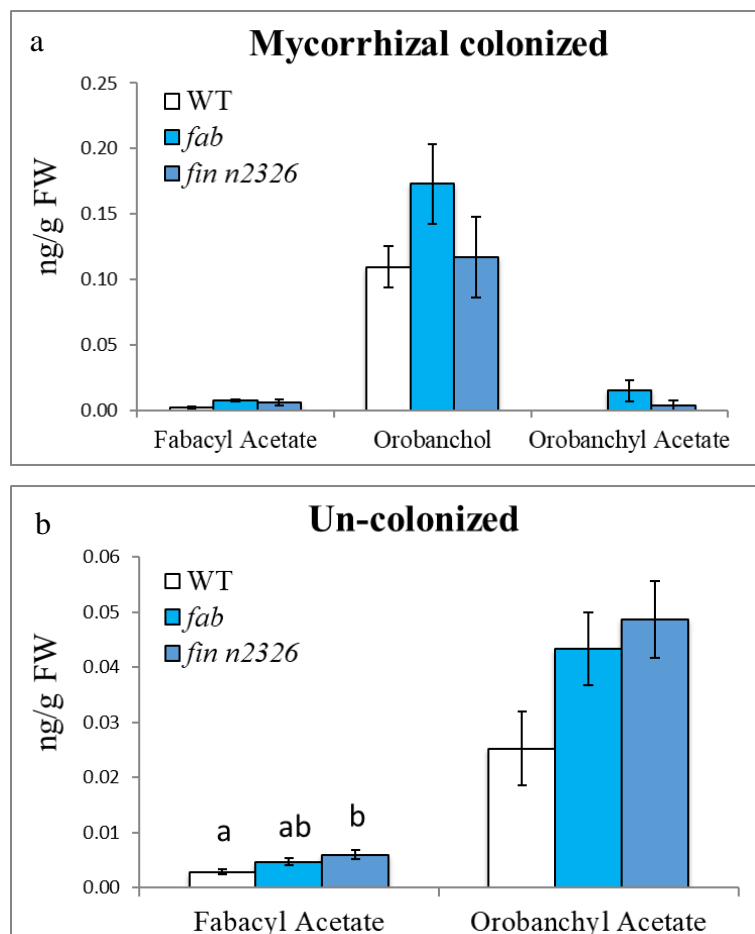 a
Mycorrhizal colonized
0.25
0.20
0.15
0.10
0.05
0.00
ng/g FW
WT
fab
fin n2326
Fabacyl Acetate Orobanchol Orobanchyl Acetate
b
Un-colonized
0.06
0.05
0.04
0.03
0.02
0.01
0.00
ng/g FW
WT
fab
fin n2326
a ab b
Fabacyl Acetate Orobanchyl Acetate